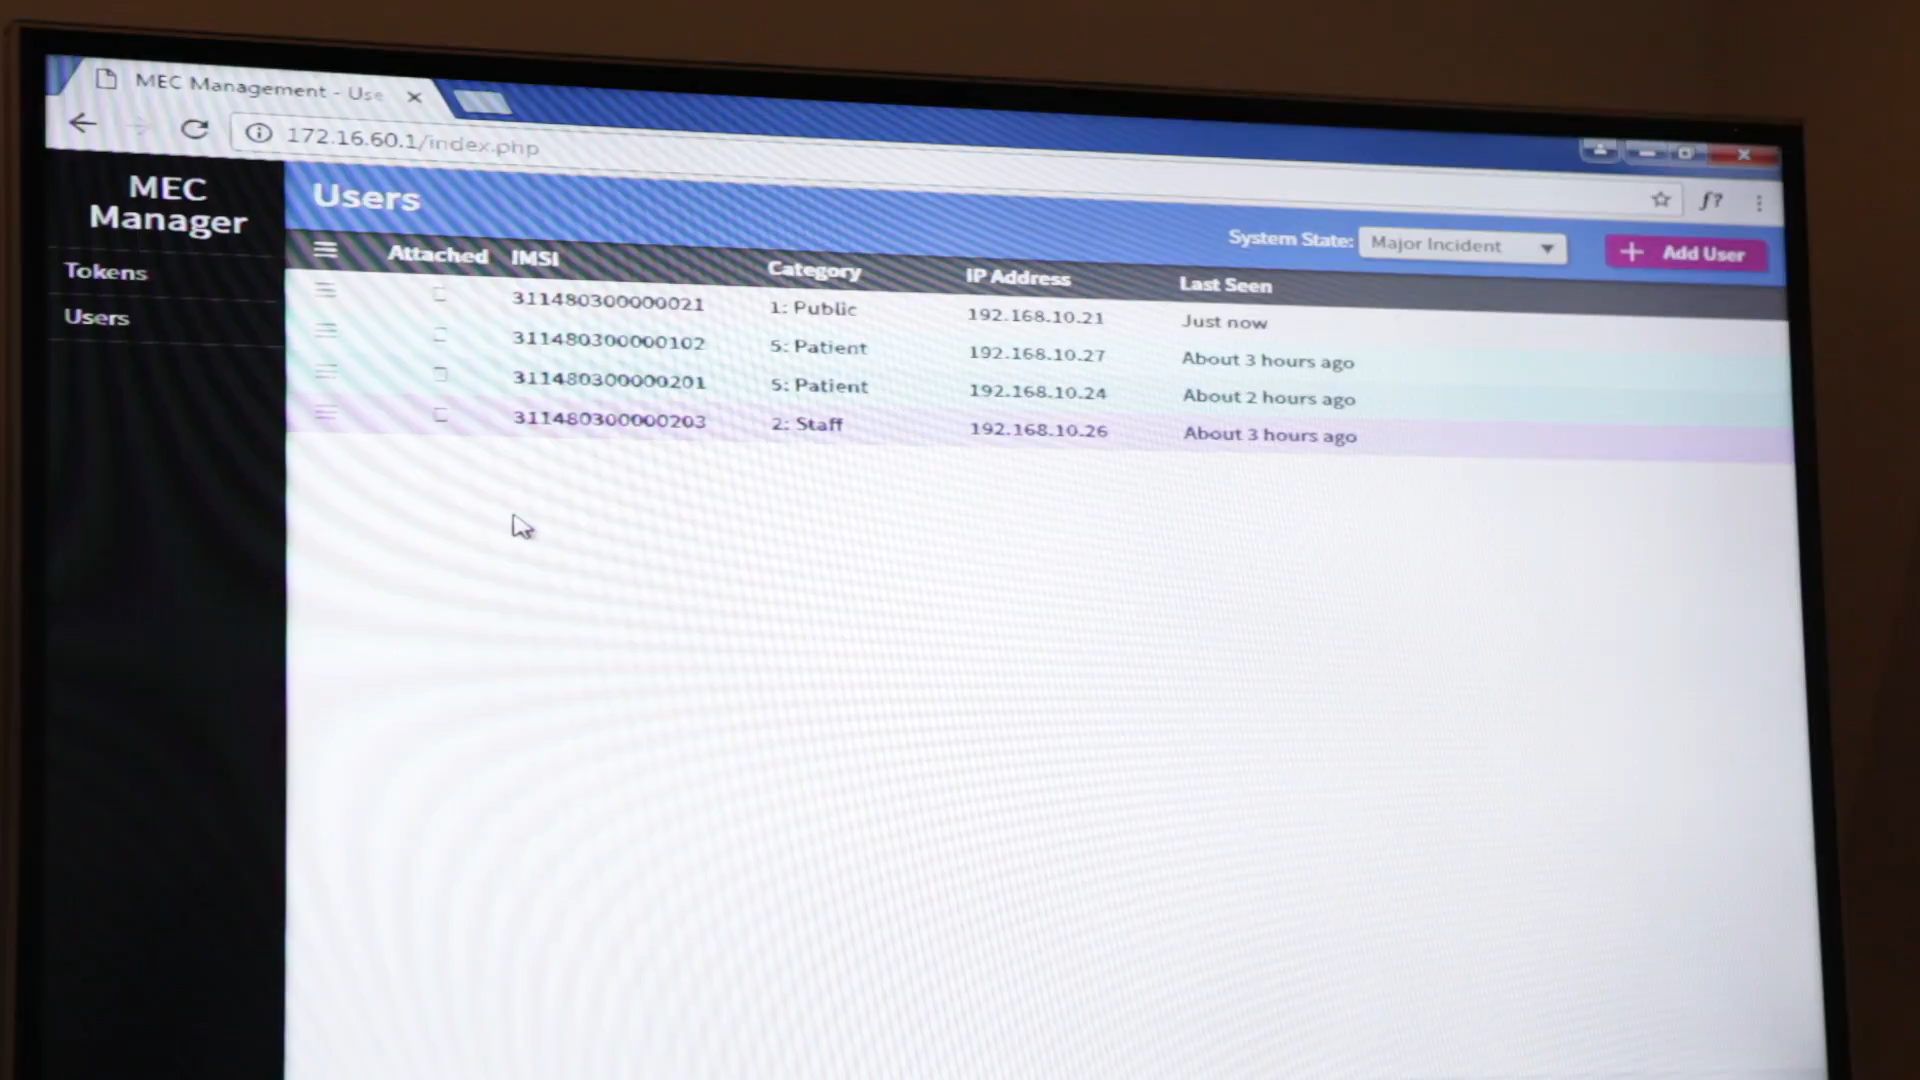 MEC Management - Use
172.16.60.1/index.php
f?
MEC
Manager
Tokens
Users
Users
System State: Major Incident
Add User
Attached IMSI Category IP Address Last Seen
311480300000021 1: Public 192.168.10.21 Just now
311480300000102 5: Patient 192.168.10.27 About 3 hours ago
311480300000201 5: Patient 192.168.10.24 About 2 hours ago
311480300000203 2: Staff 192.168.10.26 About 3 hours ago